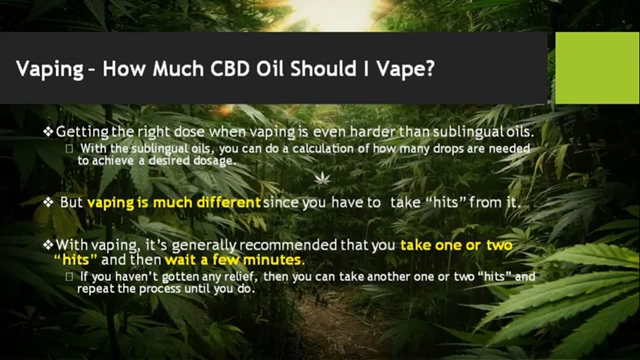 Vaping – How Much CBD Oil Should I Vape?
❖Getting the right dose when vaping is even harder than sublingual oils.
□ With the sublingual oils, you can do a calculation of how many drops are needed
to achieve a desired dosage.
❖ But vaping is much different since you have to take “hits” from it.
❖With vaping, it’s generally recommended that you take one or two
“hits” and then wait a few minutes.
□ If you haven’t gotten any relief, then you can take another one or two “hits” and
repeat the process until you do.